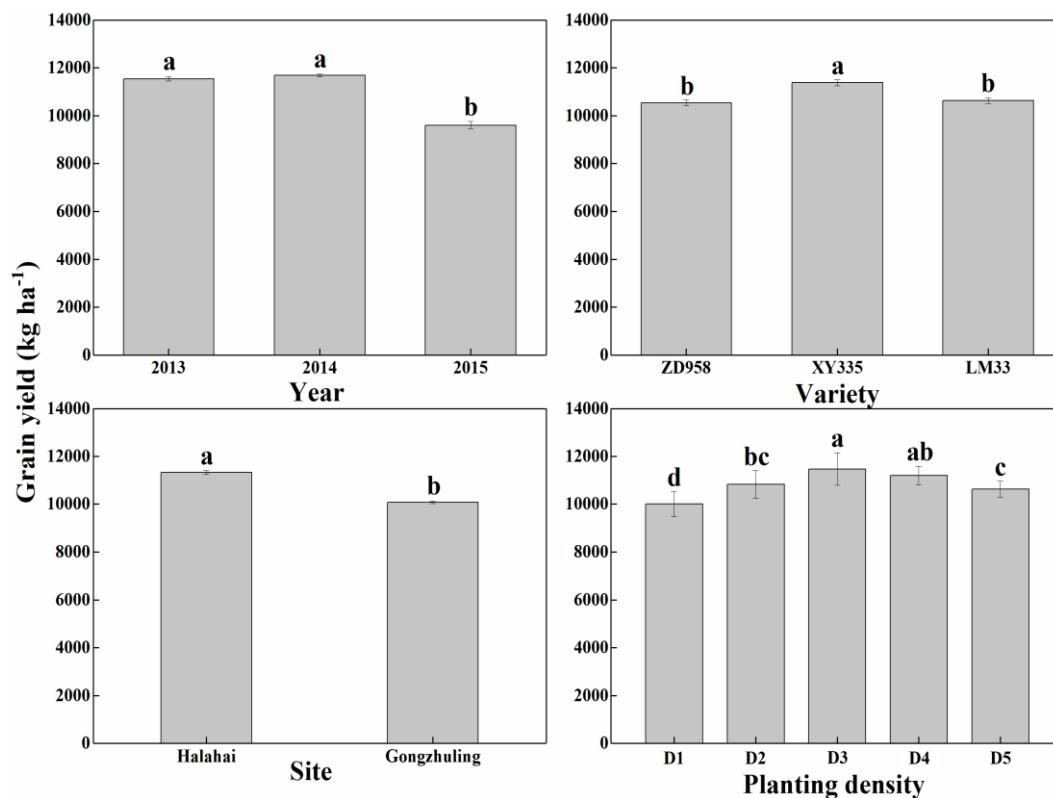 Grain yield (kg ha⁻¹)
14000
12000
10000
8000
6000
4000
2000
0
a
a
b
2013
2014
2015
Year
14000
12000
10000
8000
6000
4000
2000
0
b
a
b
ZD958
XY335
LM33
Variety
14000
12000
10000
8000
6000
4000
2000
0
a
b
Halahai
Gongzhuling
Site
14000
12000
10000
8000
6000
4000
2000
0
d
bc
a
ab
c
D1
D2
D3
D4
D5
Planting density